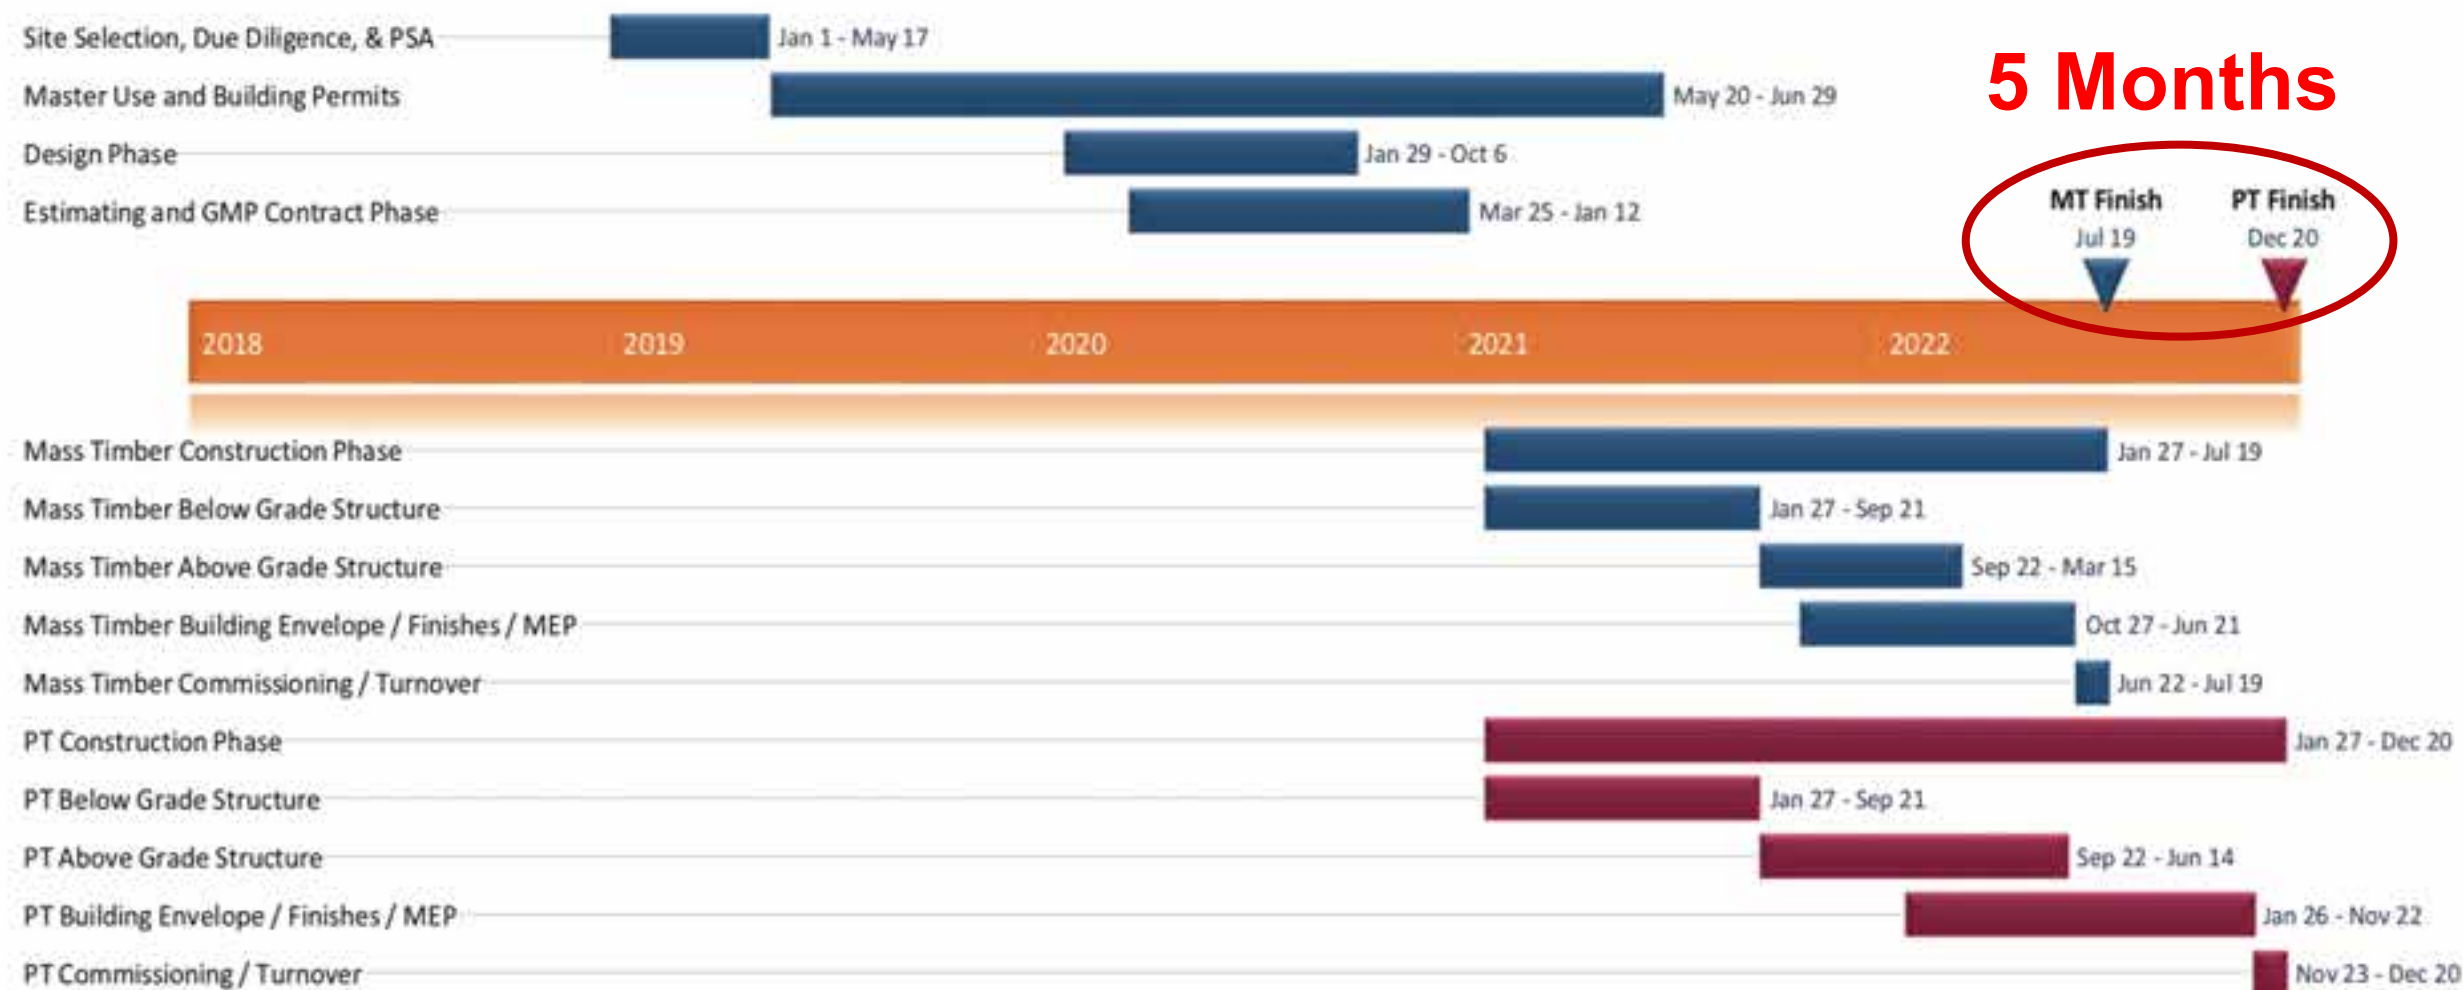 Site Selection, Due Diligence, & PSA Jan 1 - May 17
5 Months
Master Use and Building Permits May 20 - Jun 29
Design Phase Jan 29 - Oct 6
Estimating and GMP Contract Phase Mar 25 - Jan 12
MT Finish PT Finish
Jul 19 Dec 20
2018 2019 2020 2021 2022
Mass Timber Construction Phase Jan 27 - Jul 19
Mass Timber Below Grade Structure Jan 27 - Sep 21
Mass Timber Above Grade Structure Sep 22 - Mar 15
Mass Timber Building Envelope / Finishes / MEP Oct 27 - Jun 21
Mass Timber Commissioning / Turnover Jun 22 - Jul 19
PT Construction Phase Jan 27 - Dec 20
PT Below Grade Structure Jan 27 - Sep 21
PT Above Grade Structure Sep 22 - Jun 14
PT Building Envelope / Finishes / MEP Jan 26 - Nov 22
PT Commissioning / Turnover Nov 23 - Dec 20